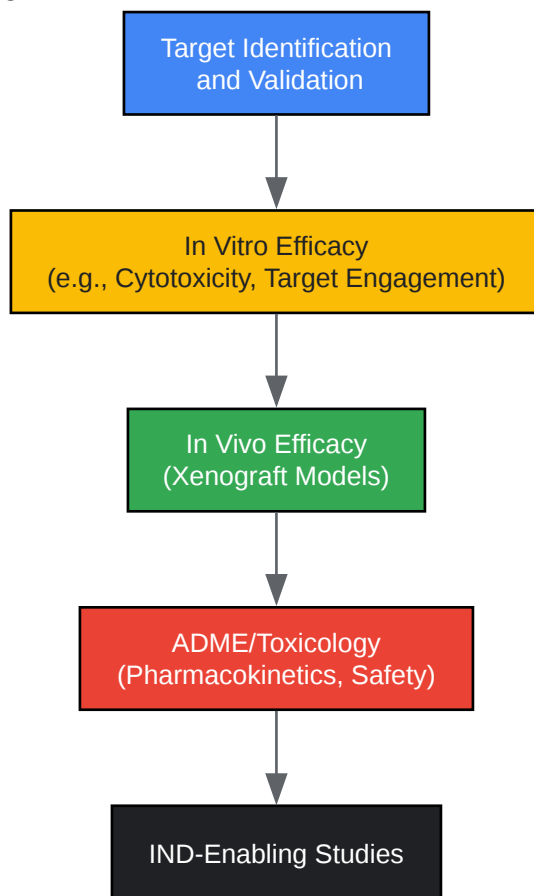 Target Identification
and Validation
In Vitro Efficacy
(e.g., Cytotoxicity, Target Engagement)
In Vivo Efficacy
(Xenograft Models)
ADME/Toxicology
(Pharmacokinetics, Safety)
IND-Enabling Studies